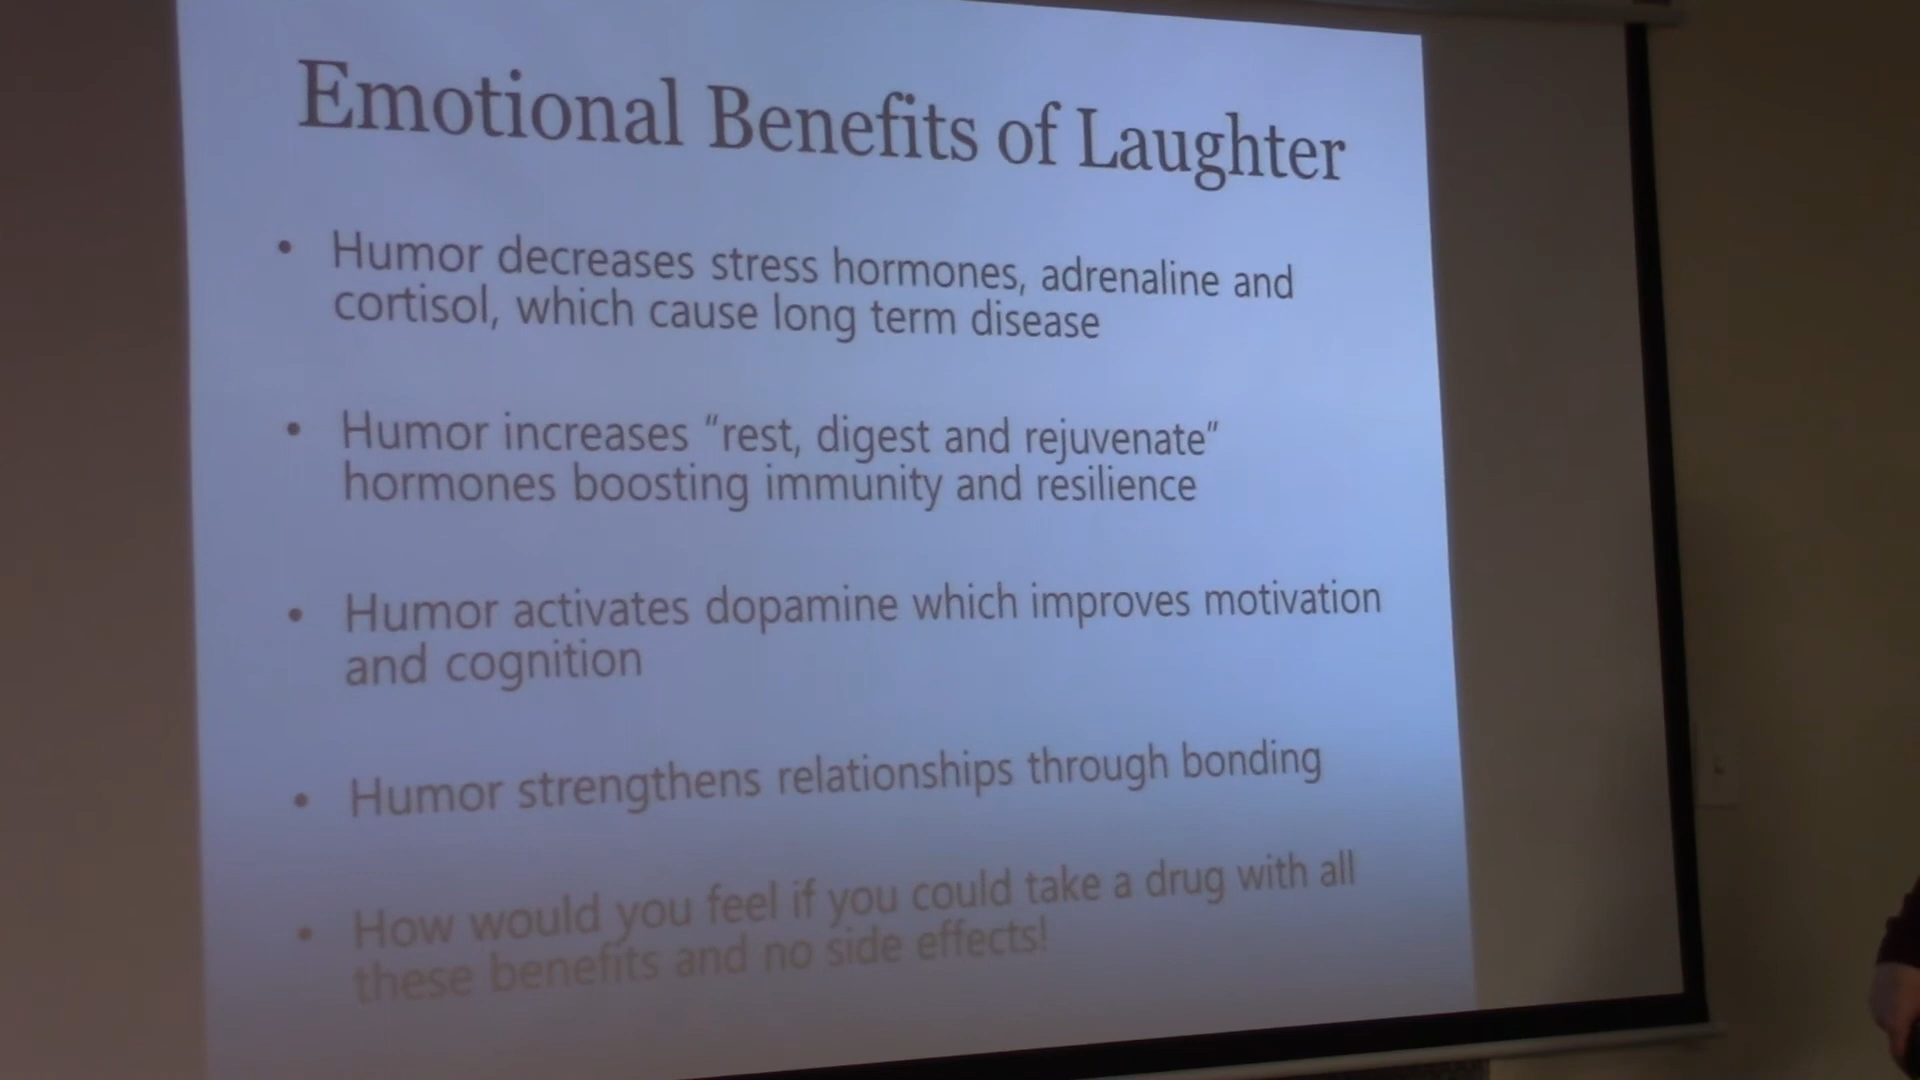 Emotional Benefits of Laughter
• Humor decreases stress hormones, adrenaline and
cortisol, which cause long term disease
• Humor increases “rest, digest and rejuvenate”
hormones boosting immunity and resilience
• Humor activates dopamine which improves motivation
and cognition
• Humor strengthens relationships through bonding
• How would you feel if you could take a drug with all
these benefits and no side effects!